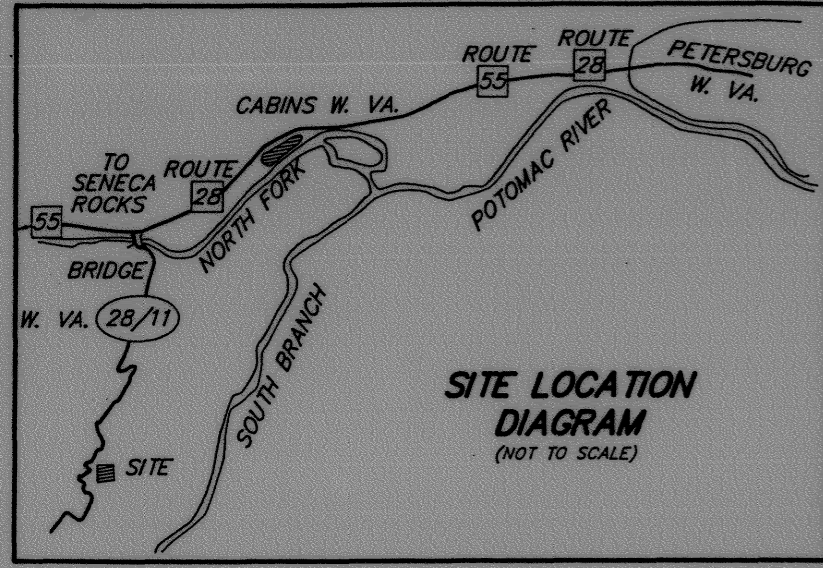 ROUTE
28
PETERSBURG
W. VA.
ROUTE
55
CABINS W. VA.
TO
SENECA
ROCKS
ROUTE
28
55
NORTH FORK
POTOMAC RIVER
BRIDGE
W. VA. 28/11
SOUTH BRANCH
SITE
SITE LOCATION
DIAGRAM
(NOT TO SCALE)